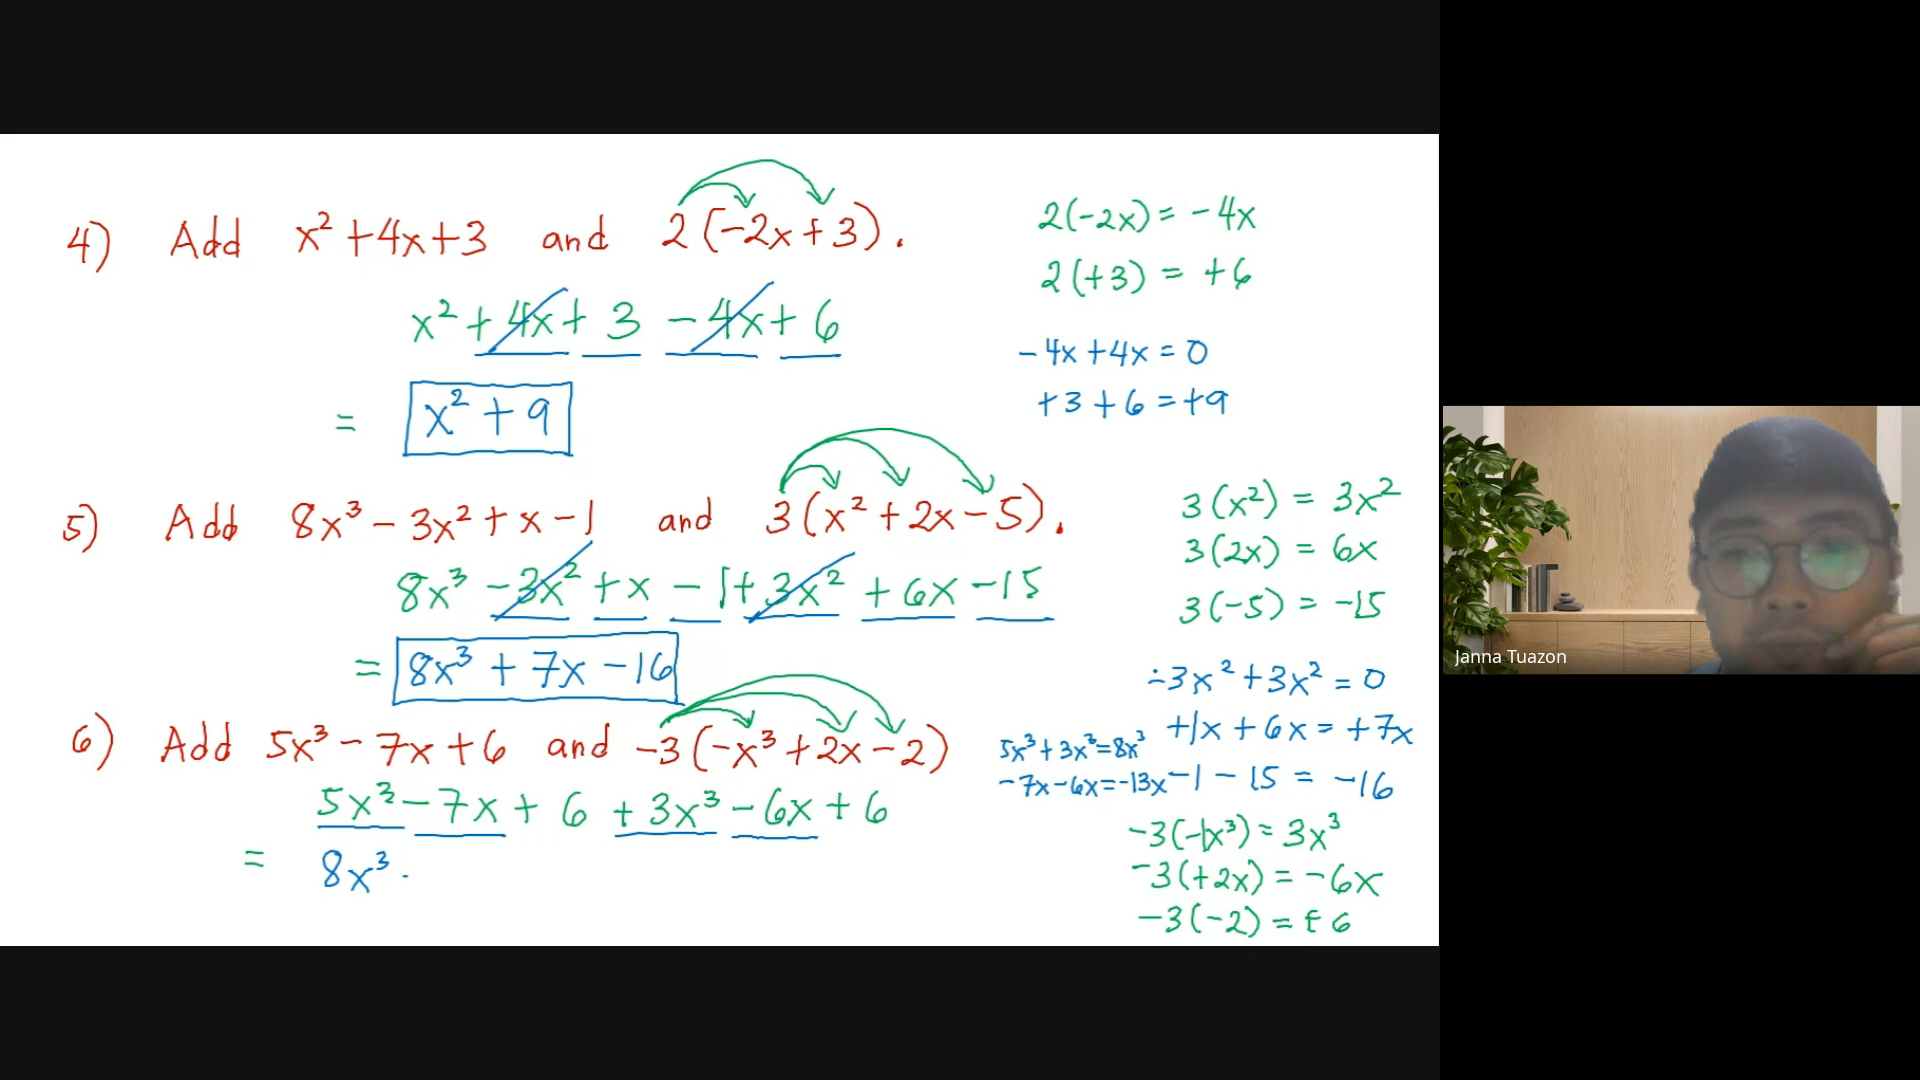 4) Add x² + 4x + 3 and 2(-2x + 3).
x² + 4x + 3 - 4x + 6
= x² + 9
2(-2x) = -4x
2(+3) = +6
-4x + 4x = 0
+3 + 6 = +9
5) Add 8x³ - 3x² + x - 1 and 3(x² + 2x - 5).
8x³ - 3x² + x - 1 + 3x² + 6x - 15
= 8x³ + 7x - 16
3(x²) = 3x²
3(2x) = 6x
3(-5) = -15
-3x² + 3x² = 0
+1x + 6x = +7x
-1 - 15 = -16
6) Add 5x³ - 7x + 6 and -3(-x³ + 2x - 2)
5x³ - 7x + 6 + 3x³ - 6x + 6
= 8x³ -
5x³ + 3x³ = 8x³
-7x - 6x = -13x
-3(-1x³) = 3x³
-3(+2x) = -6x
-3(-2) = +6
Janna Tuazon